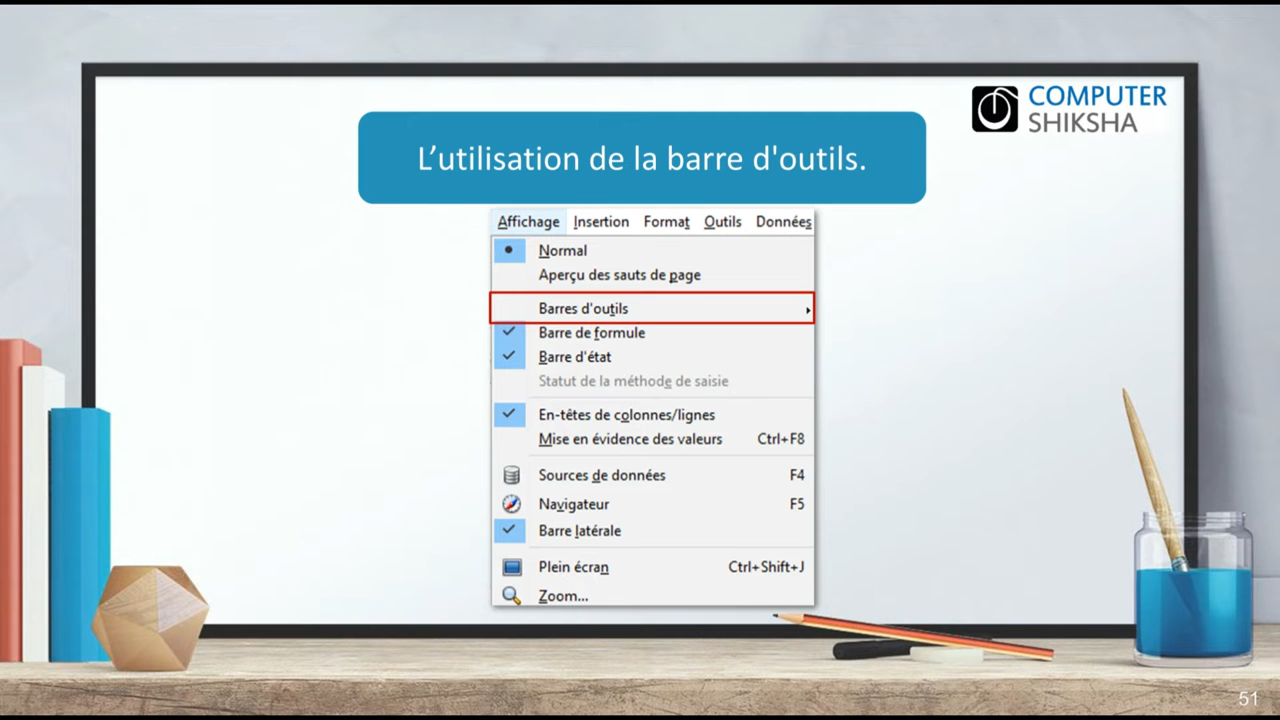 COMPUTER
SHIKSHA
L’utilisation de la barre d'outils.
Affichage Insertion Format Outils Données
Normal
Aperçu des sauts de page
Barres d'outils
Barre de formule
Barre d'état
Statut de la méthode de saisie
En-têtes de colonnes/lignes
Mise en évidence des valeurs Ctrl+F8
Sources de données F4
Navigateur F5
Barre latérale
Plein écran Ctrl+Shift+J
Zoom...
51